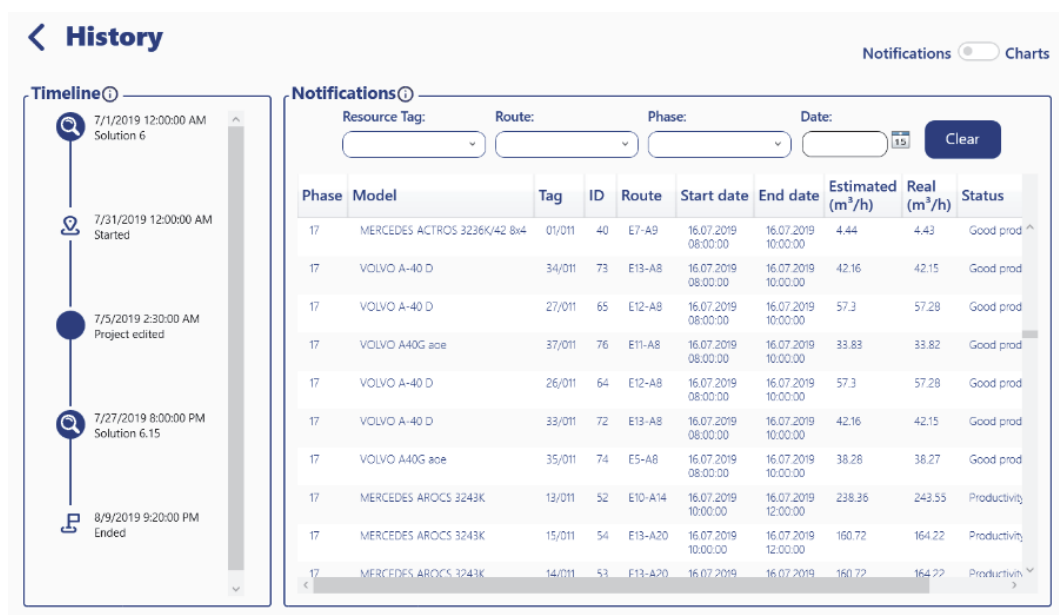 History
Notifications Charts
Timeline
7/1/2019 12:00:00 AM
Solution 6
7/31/2019 12:00:00 AM
Started
7/5/2019 2:30:00 AM
Project edited
7/27/2019 8:00:00 PM
Solution 6.15
8/9/2019 9:20:00 PM
Ended
Notifications
Resource Tag: Route: Phase: Date:
15
Clear
Phase Model Tag ID Route Start date End date Estimated (m³/h) Real (m³/h) Status
17 MERCEDES ACTROS 3236K/42 8x4 01/011 40 E7-A9 16.07.2019 08:00:00 16.07.2019 10:00:00 4.44 4.43 Good prod
17 VOLVO A-40 D 34/011 73 E13-A8 16.07.2019 08:00:00 16.07.2019 10:00:00 42.16 42.15 Good prod
17 VOLVO A-40 D 27/011 65 E12-A8 16.07.2019 08:00:00 16.07.2019 10:00:00 57.3 57.28 Good prod
17 VOLVO A40G aoe 37/011 76 E11-A8 16.07.2019 08:00:00 16.07.2019 10:00:00 33.83 33.82 Good prod
17 VOLVO A-40 D 26/011 64 E12-A8 16.07.2019 08:00:00 16.07.2019 10:00:00 57.3 57.28 Good prod
17 VOLVO A-40 D 33/011 72 E13-A8 16.07.2019 08:00:00 16.07.2019 10:00:00 42.16 42.15 Good prod
17 VOLVO A40G aoe 35/011 74 E5-A8 16.07.2019 08:00:00 16.07.2019 10:00:00 38.28 38.27 Good prod
17 MERCEDES AROCS 3243K 13/011 52 E10-A14 16.07.2019 10:00:00 16.07.2019 12:00:00 238.36 243.55 Productivity
17 MERCEDES AROCS 3243K 15/011 54 E13-A20 16.07.2019 10:00:00 16.07.2019 12:00:00 160.72 164.22 Productivity
17 MERCEDES AROCS 3243K 14/011 53 E13-A20 16.07.2019 16.07.2019 160.72 164.22 Productivity